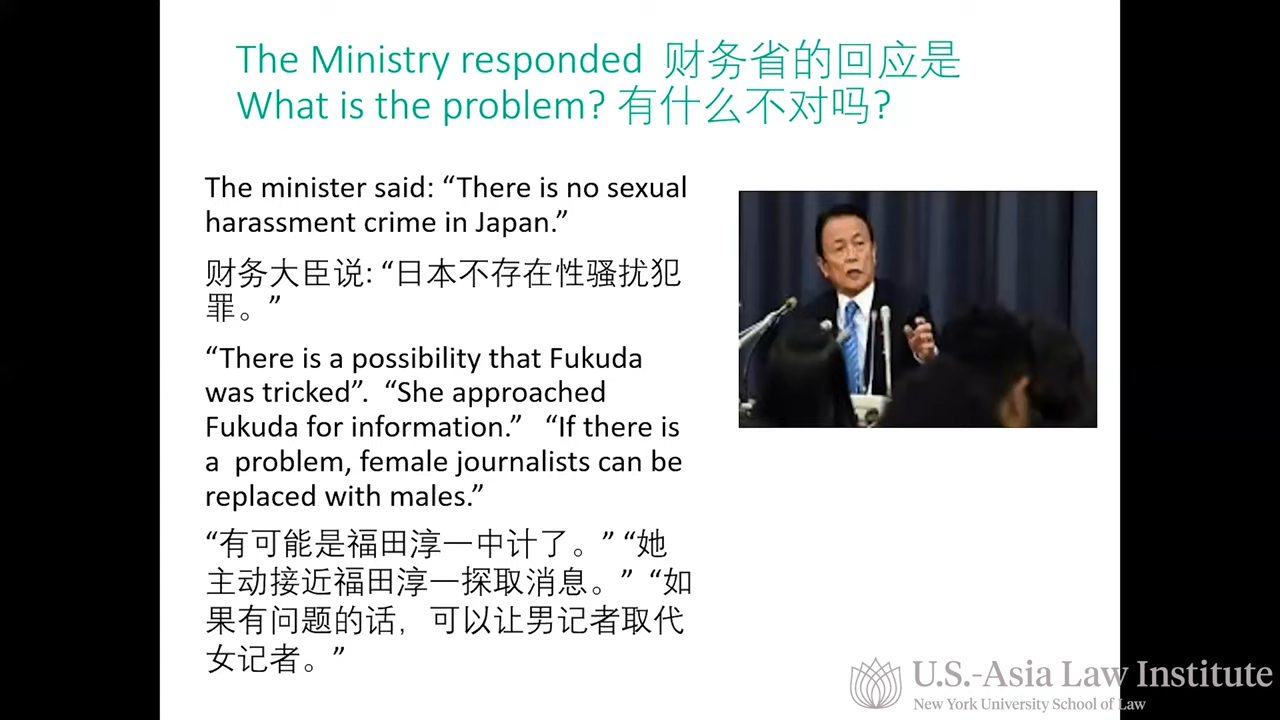 The Ministry responded 财务省的回应是
What is the problem? 有什么不对吗?
The minister said: “There is no sexual
harassment crime in Japan.”
财务大臣说: “日本不存在性骚扰犯
罪。”
“There is a possibility that Fukuda
was tricked”. “She approached
Fukuda for information.” “If there is
a problem, female journalists can be
replaced with males.”
“有可能是福田淳一中计了。” “她
主动接近福田淳一探取消息。” “如
果有问题的话，可以让男记者取代
女记者。”
U.S.-Asia Law Institute
New York University School of Law